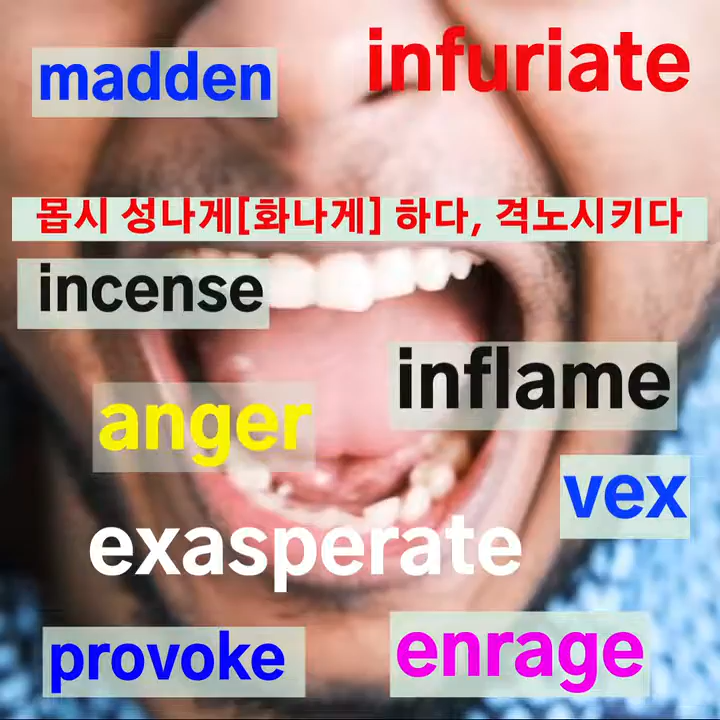 madden
infuriate
몹시 성나게[화나게] 하다, 격노시키다
incense
inflame
anger
vex
exasperate
provoke
enrage